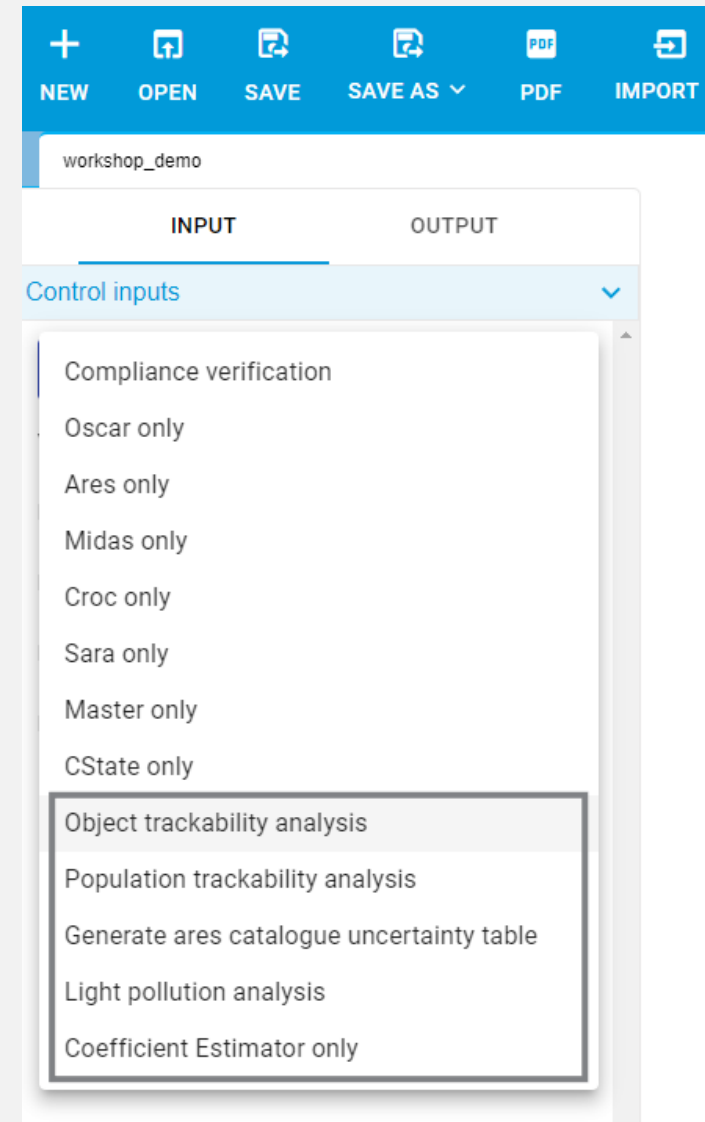 NEW OPEN SAVE SAVE AS PDF PDF IMPORT
workshop_demo
INPUT OUTPUT
Control inputs
Compliance verification
Oscar only
Ares only
Midas only
Croc only
Sara only
Master only
CState only
Object trackability analysis
Population trackability analysis
Generate ares catalogue uncertainty table
Light pollution analysis
Coefficient Estimator only